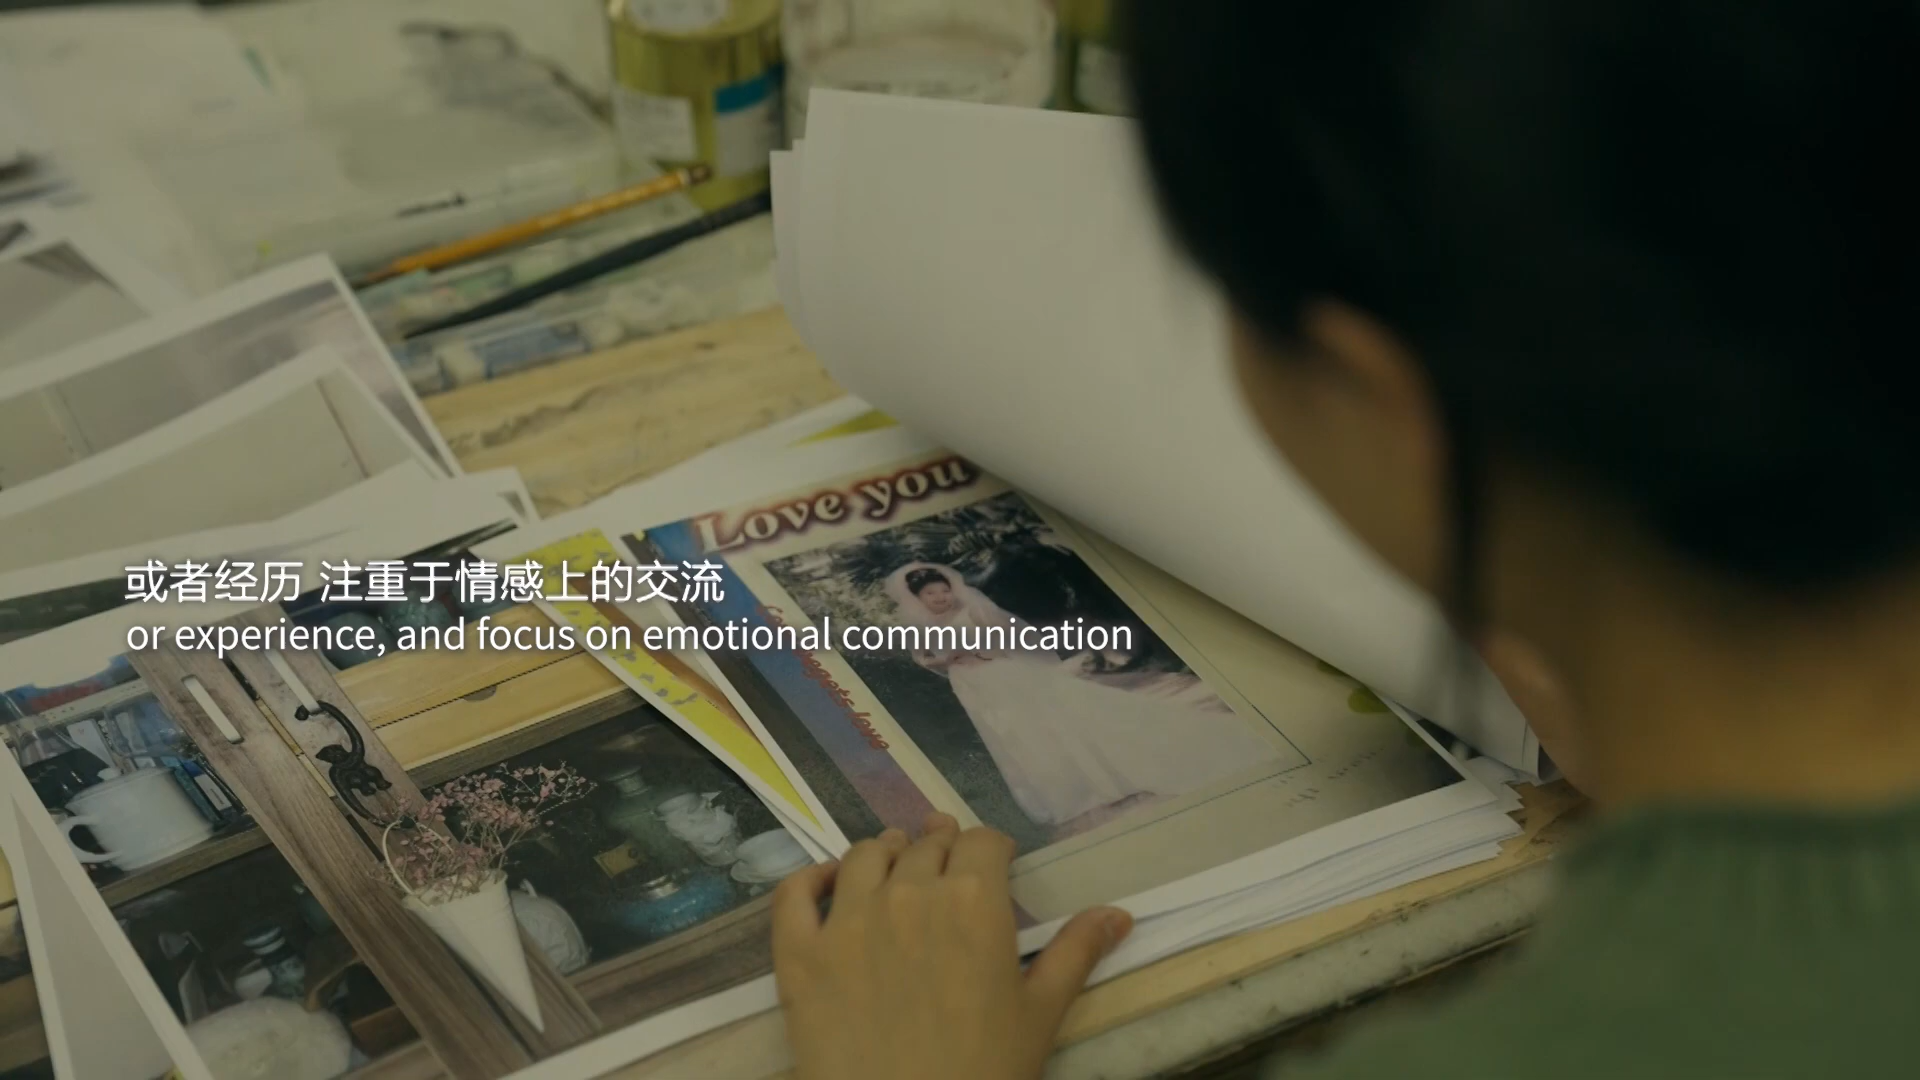 Love you
或者经历 注重于情感上的交流
or experience, and focus on emotional communication